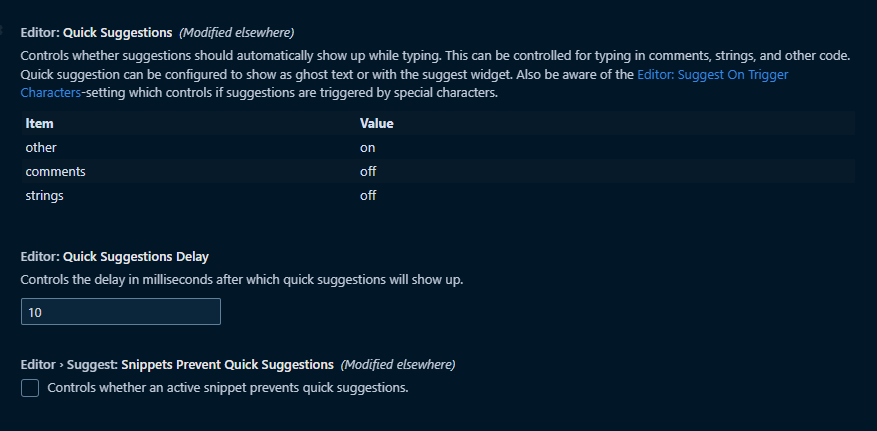 Editor: Quick Suggestions (Modified elsewhere)
Controls whether suggestions should automatically show up while typing. This can be controlled for typing in comments, strings, and other code.
Quick suggestion can be configured to show as ghost text or with the suggest widget. Also be aware of the Editor: Suggest On Trigger
Characters-setting which controls if suggestions are triggered by special characters.
Item Value
other on
comments off
strings off
Editor: Quick Suggestions Delay
Controls the delay in milliseconds after which quick suggestions will show up.
10
Editor › Suggest: Snippets Prevent Quick Suggestions (Modified elsewhere)
Controls whether an active snippet prevents quick suggestions.